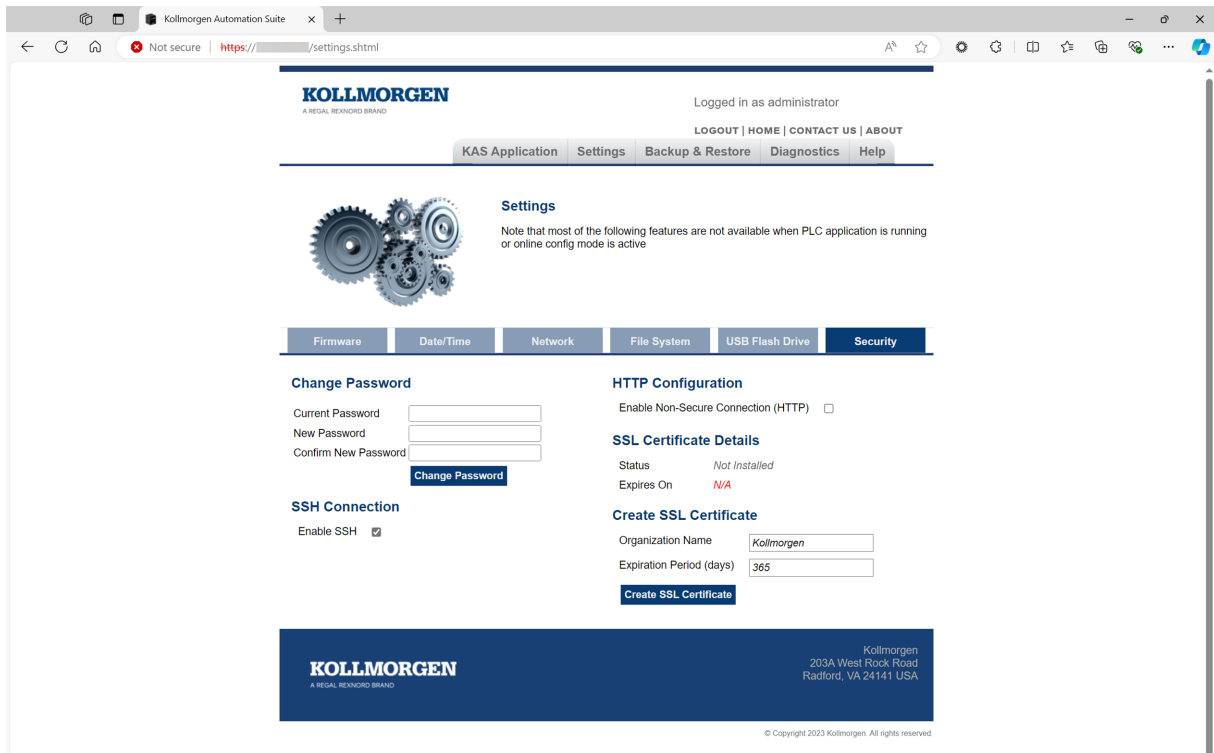 Kollmorgen Automation Suite
Not secure
https:// /settings.shtml
KOLLMORGEN
A REGAL REXNORD BRAND
Logged in as administrator
LOGOUT | HOME | CONTACT US | ABOUT
KAS Application Settings Backup & Restore Diagnostics Help
Settings
Note that most of the following features are not available when PLC application is running
or online config mode is active
Firmware Date/Time Network File System USB Flash Drive Security
Change Password
Current Password
New Password
Confirm New Password
Change Password
SSH Connection
Enable SSH
HTTP Configuration
Enable Non-Secure Connection (HTTP)
SSL Certificate Details
Status Not Installed
Expires On N/A
Create SSL Certificate
Organization Name Kollmorgen
Expiration Period (days) 365
Create SSL Certificate
KOLLMORGEN
A REGAL REXNORD BRAND
Kollmorgen
203A West Rock Road
Radford, VA 24141 USA
© Copyright 2023 Kollmorgen. All rights reserved.